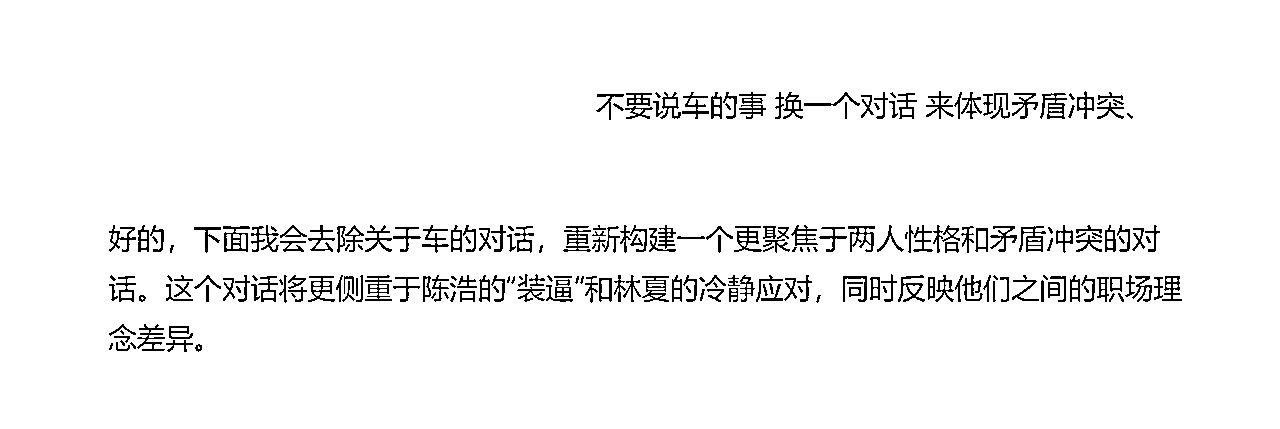 不要说车的事 换一个对话 来体现矛盾冲突、
好的，下面我会去除关于车的对话，重新构建一个更聚焦于两人性格和矛盾冲突的对
话。这个对话将更侧重于陈浩的“装逼”和林夏的冷静应对，同时反映他们之间的职场理
念差异。